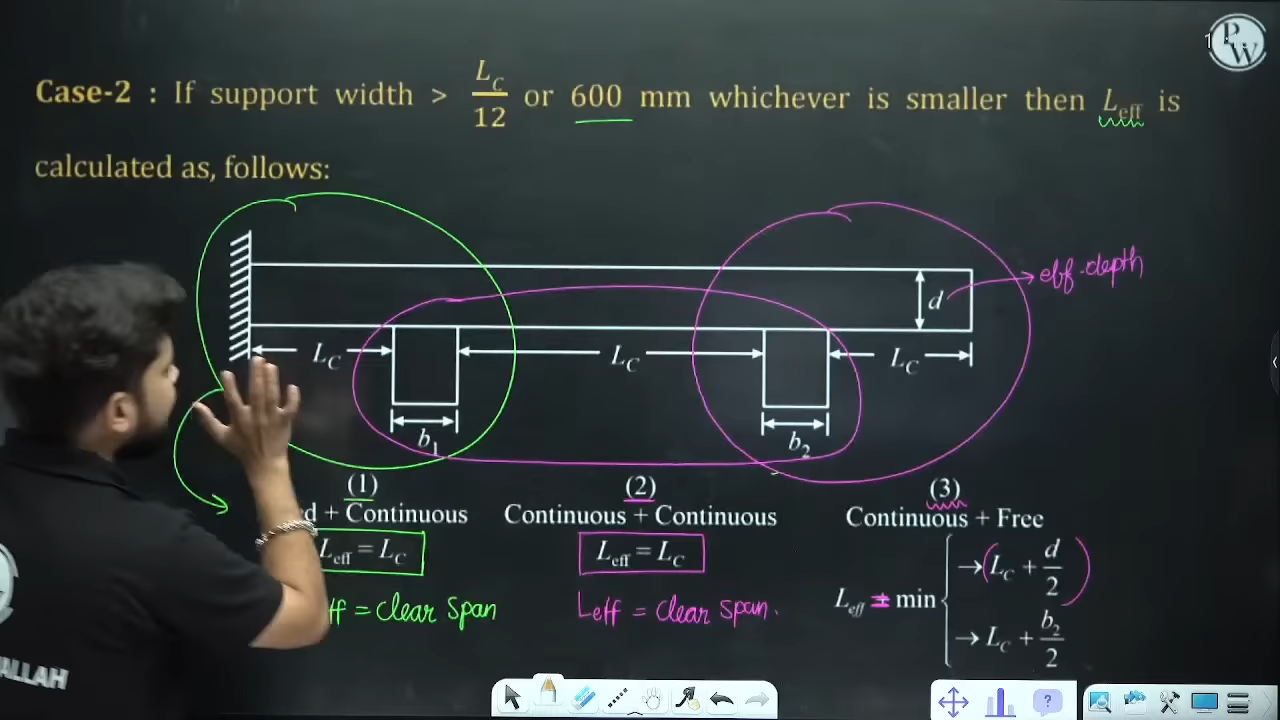 PW
Case-2 : If support width > L_C/12 or 600 mm whichever is smaller then L_eff is
calculated as, follows:
eff. depth
d
L_C L_C L_C
b_1 b_2
(1) (2) (3)
Continuous Continuous + Continuous Continuous + Free
L_eff = L_C L_eff = L_C L_eff = min → (L_C + d/2)
= clear span Leff = clear span. → L_C + b_2/2